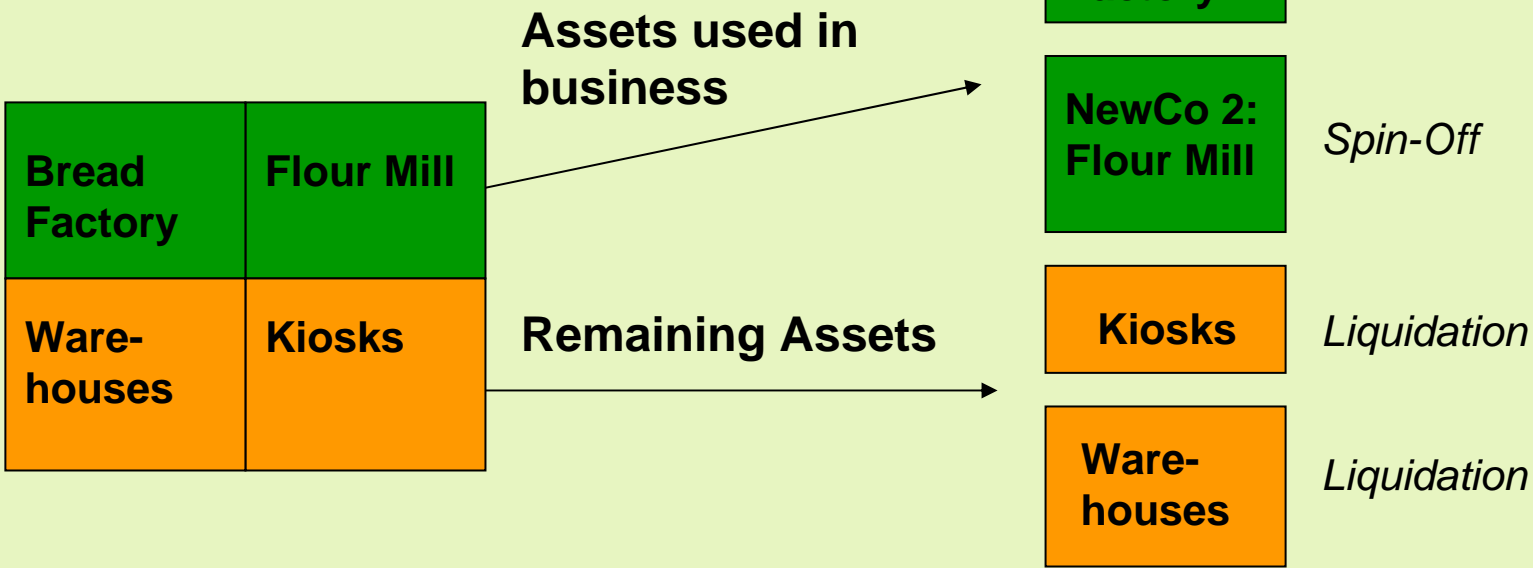 Assets used in
business
Bread
Factory
Flour Mill
Ware-
houses
Kiosks
Remaining Assets
NewCo 2:
Flour Mill
Spin-Off
Kiosks
Liquidation
Ware-
houses
Liquidation